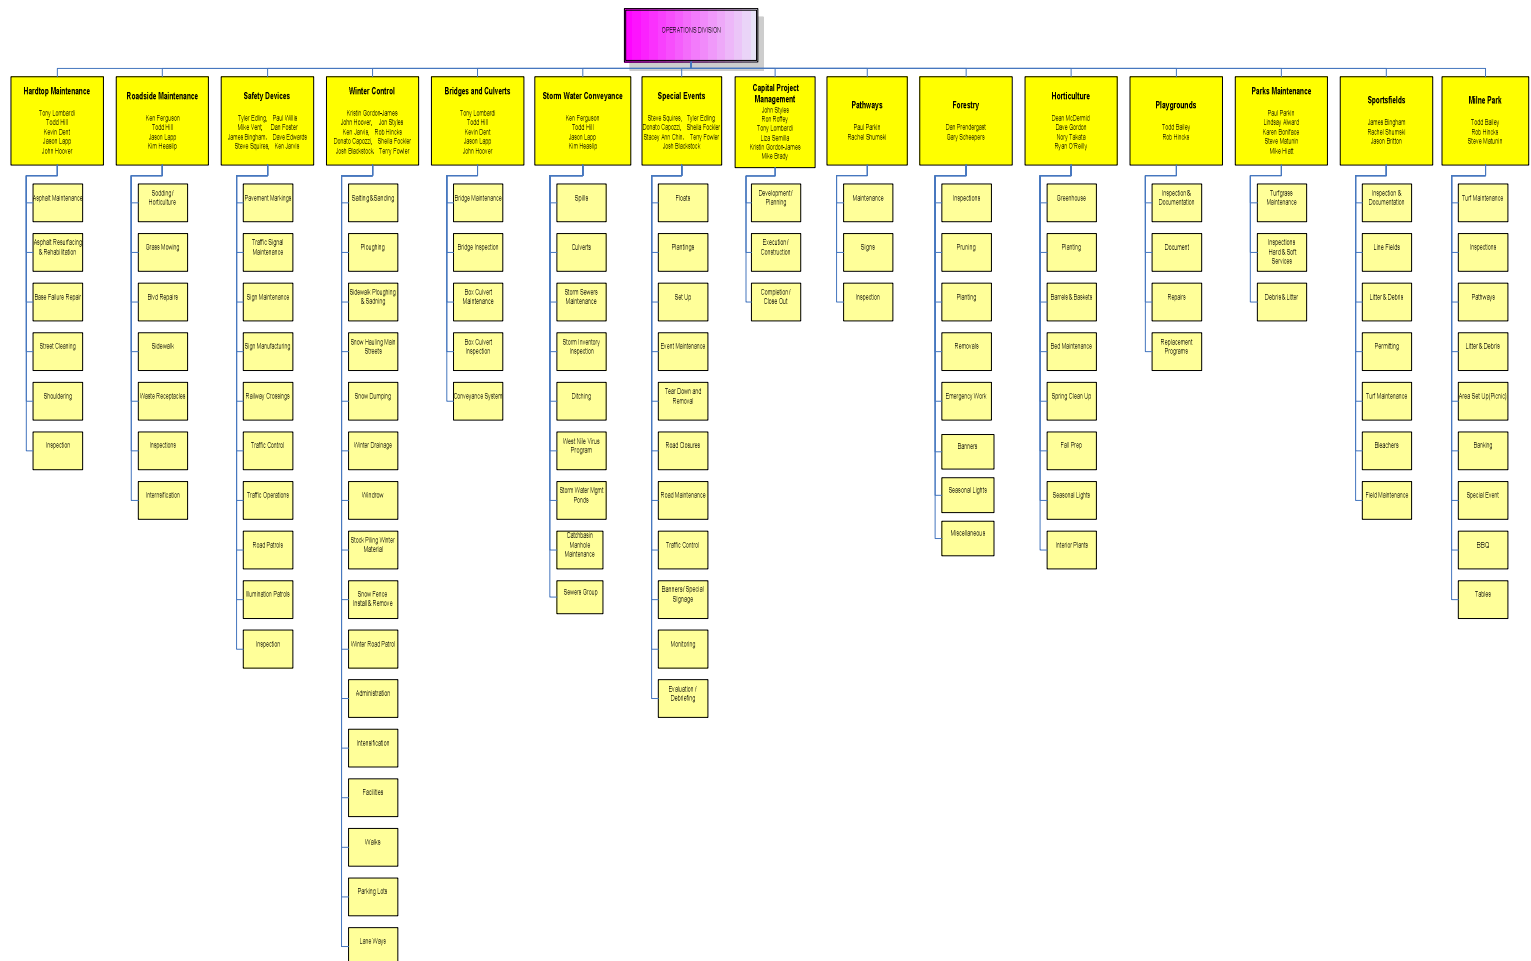 OPERATIONS DIVISION
Hardtop Maintenance
Tony Lombardi
Todd Hill
Kevin Dent
Jason Lapp
John Hoover
Asphalt Maintenance
Asphalt Resurfacing
& Rehabilitation
Base Failure Repair
Street Cleaning
Shouldering
Inspection
Roadside Maintenance
Ken Ferguson
Todd Hill
Jason Lapp
Kim Heaslip
Sodding /
Horticulture
Grass Mowing
Blvd Repairs
Sidewalk
Waste Receptacles
Inspections
Intensification
Safety Devices
Tyler Edling, Paul Willis
Mike Vent, Dan Foster
James Bingham, Dave Edwards
Steve Squires, Ken Jarvis
Pavement Markings
Traffic Signal
Maintenance
Sign Maintenance
Sign Manufacturing
Railway Crossings
Traffic Control
Traffic Operations
Road Patrols
Illumination Patrols
Inspection
Winter Control
Kristin Gordon-James
John Hoover, Jon Styles
Ken Jarvis, Rob Hincks
Donato Capozzi, Sheila Fockler
Josh Blackstock, Terry Fowler
Salting & Sanding
Ploughing
Sidewalk Ploughing
& Sadning
Snow Hauling Main
Streets
Snow Dumping
Winter Drainage
Windrow
Stock Piling Winter
Material
Snow Fence
Install & Remove
Winter Road Patrol
Administration
Intensification
Facilities
Walks
Parking Lots
Lane Ways
Bridges and Culverts
Tony Lombardi
Todd Hill
Kevin Dent
Jason Lapp
John Hoover
Bridge Maintenance
Bridge Inspection
Box Culvert
Maintenance
Box Culvert
Inspection
Conveyance System
Storm Water Conveyance
Ken Ferguson
Todd Hill
Jason Lapp
Kim Heaslip
Spills
Culverts
Storm Sewers
Maintenance
Storm Inventory
Inspection
Ditching
West Nile Virus
Program
Storm Water Mgmt
Ponds
Catchbasin
Manhole
Maintenance
Sewers Group
Special Events
Steve Squires, Tyler Edling
Donato Capozzi, Sheila Fockler
Stacey Ann Chin, Terry Fowler
Josh Blackstock
Floats
Plantings
Set Up
Event Maintenance
Tear Down and
Removal
Road Closures
Road Maintenance
Traffic Control
Banners/ Special
Signage
Monitoring
Evaluation /
Debriefing
Capital Project
Management
John Styles
Ron Roffey
Tony Lombardi
Liza Semilla
Kristin Gordon-James
Mike Brady
Development/
Planning
Execution /
Construction
Completion /
Close Out
Pathways
Paul Parkin
Rachel Shumski
Maintenance
Signs
Inspection
Forestry
Dan Prendergast
Gary Scheepers
Inspections
Pruning
Planting
Removals
Emergency Work
Banners
Seasonal Lights
Miscellaneous
Horticulture
Dean McDermid
Dave Gordon
Nory Takata
Ryan O'Reilly
Greenhouse
Planting
Barrels & Baskets
Bed Maintenance
Spring Clean Up
Fall Prep
Seasonal Lights
Interior Plants
Playgrounds
Todd Bailey
Rob Hincks
Inspection &
Documentation
Document
Repairs
Replacement
Programs
Parks Maintenance
Paul Parkin
Lindsay Alward
Karen Boniface
Steve Matunin
Mike Hiatt
Turfgrass
Maintenance
Inspections
Hard & Soft
Services
Debris & Litter
Sportsfields
James Bingham
Rachel Shumski
Jason Britton
Inspection &
Documentation
Line Fields
Litter & Debris
Permitting
Turf Maintenance
Bleachers
Field Maintenance
Milne Park
Todd Bailey
Rob Hincks
Steve Matunin
Turf Maintenance
Inspections
Pathways
Litter & Debris
Area Set Up(Picnic)
Banking
Special Event
BBQ
Tables